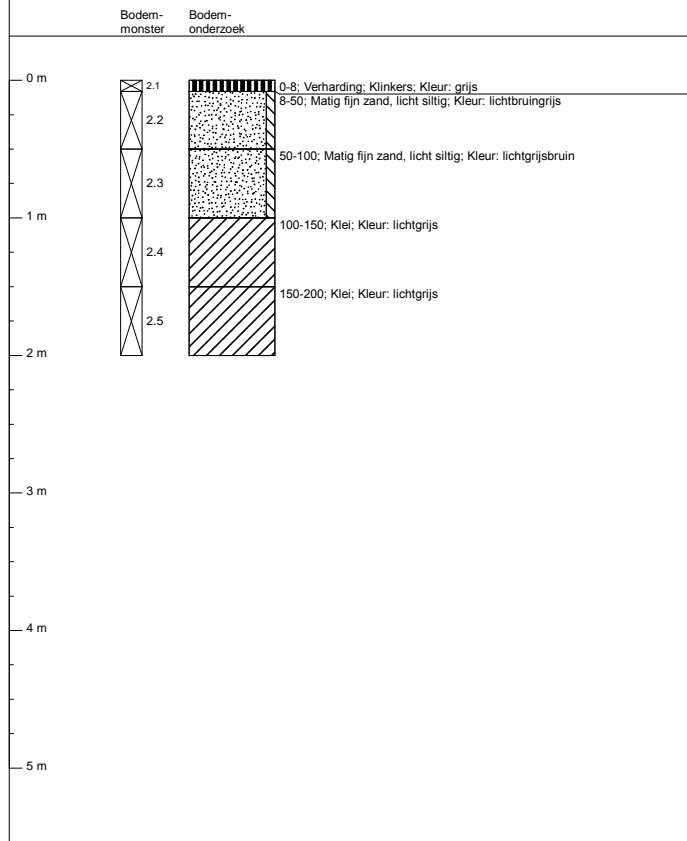 Bodem-
monster
Bodem-
onderzoek
0 m
2.1
0-8; Verharding; Klinkers; Kleur: grijs
8-50; Matig fijn zand, licht siltig; Kleur: lichtbruingrijs
2.2
50-100; Matig fijn zand, licht siltig; Kleur: lichtgrijsbruin
2.3
1 m
100-150; Klei; Kleur: lichtgrijs
2.4
150-200; Klei; Kleur: lichtgrijs
2.5
2 m
3 m
4 m
5 m